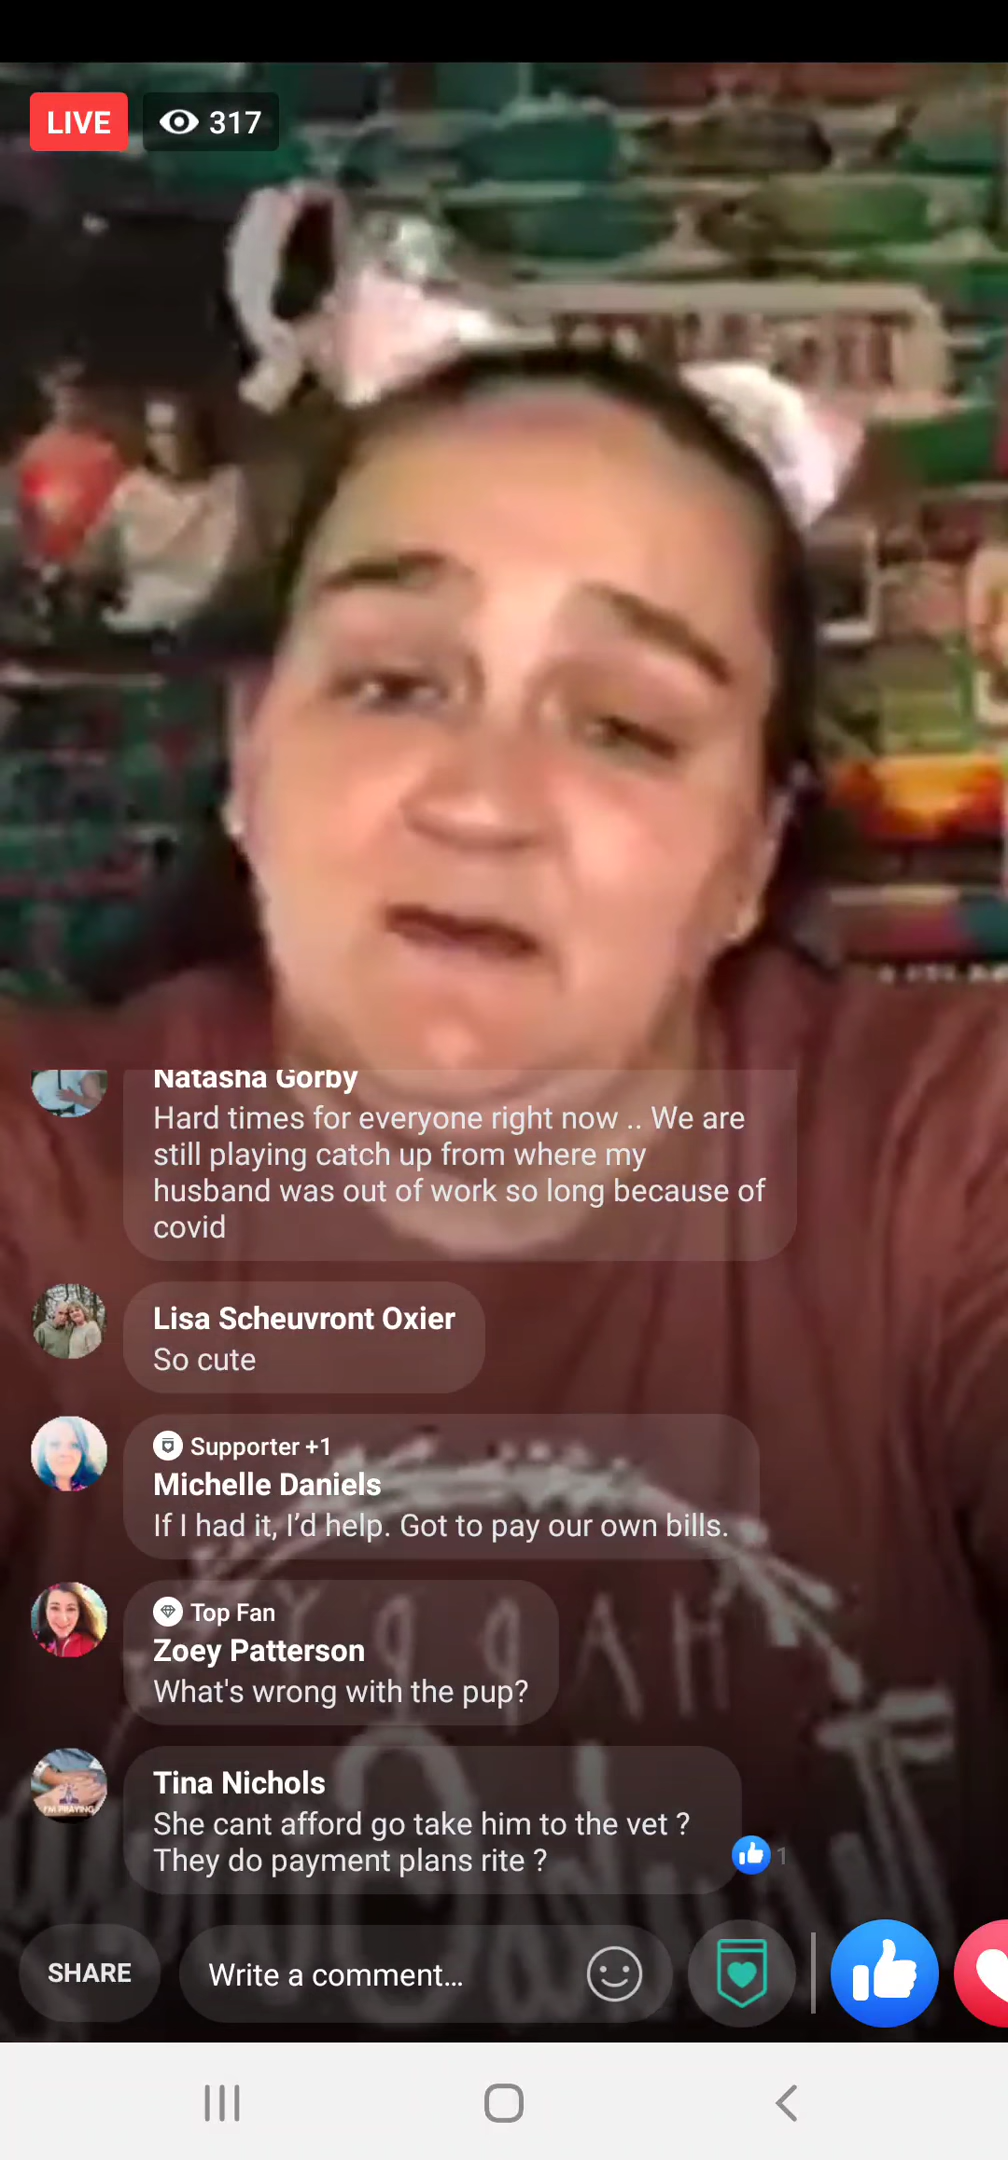 LIVE 317
Natasha Gorby
Hard times for everyone right now .. We are
still playing catch up from where my
husband was out of work so long because of
covid
Lisa Scheuvront Oxier
So cute
Supporter +1
Michelle Daniels
If I had it, I'd help. Got to pay our own bills.
Top Fan
Zoey Patterson
What's wrong with the pup?
Tina Nichols
She cant afford go take him to the vet ?
They do payment plans rite ?
1
SHARE
Write a comment...
HAPPY
I'M PRAYING